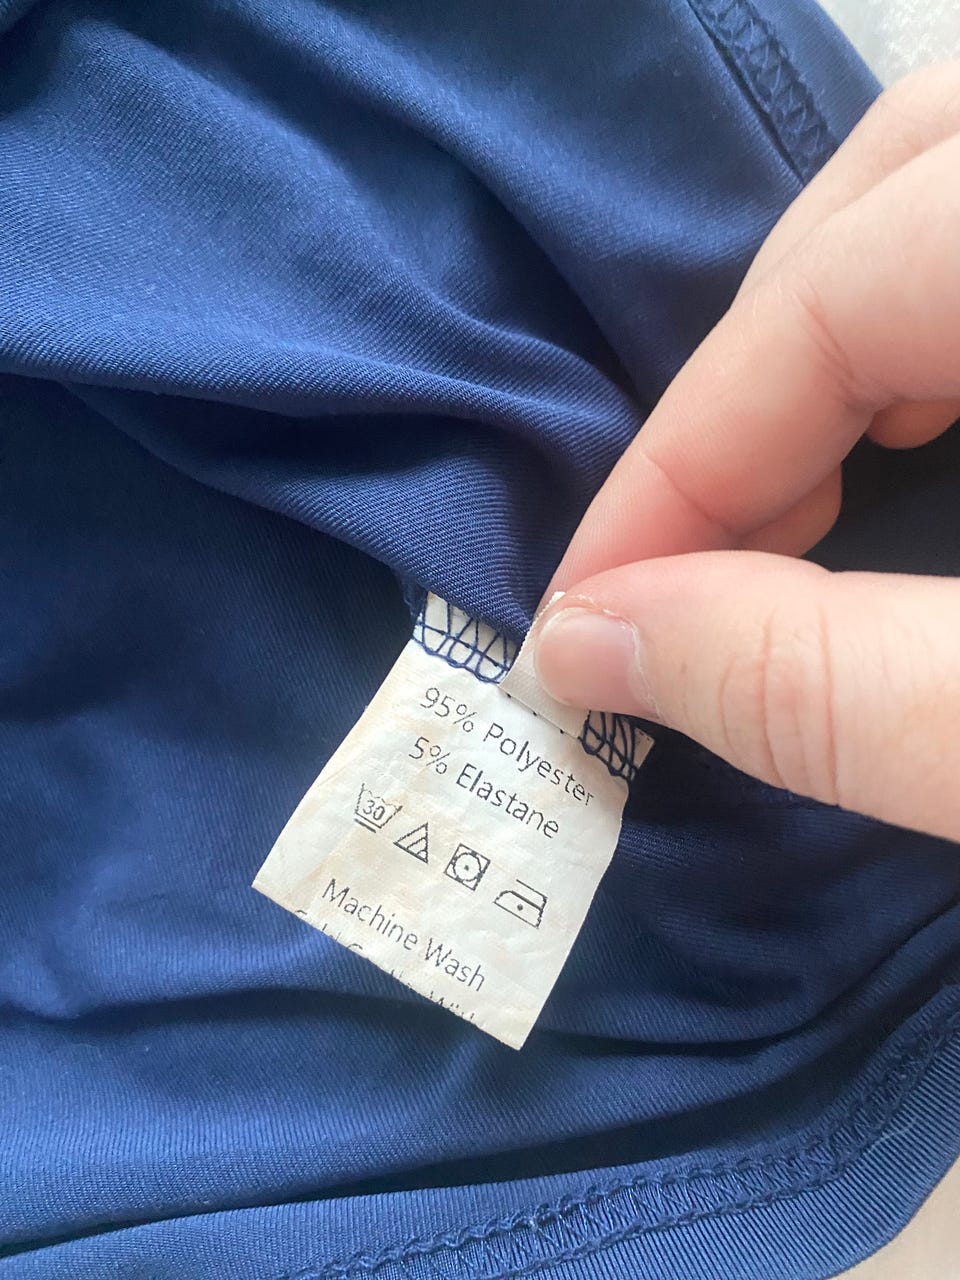 95% Polyester
5% Elastane
30
Machine Wash